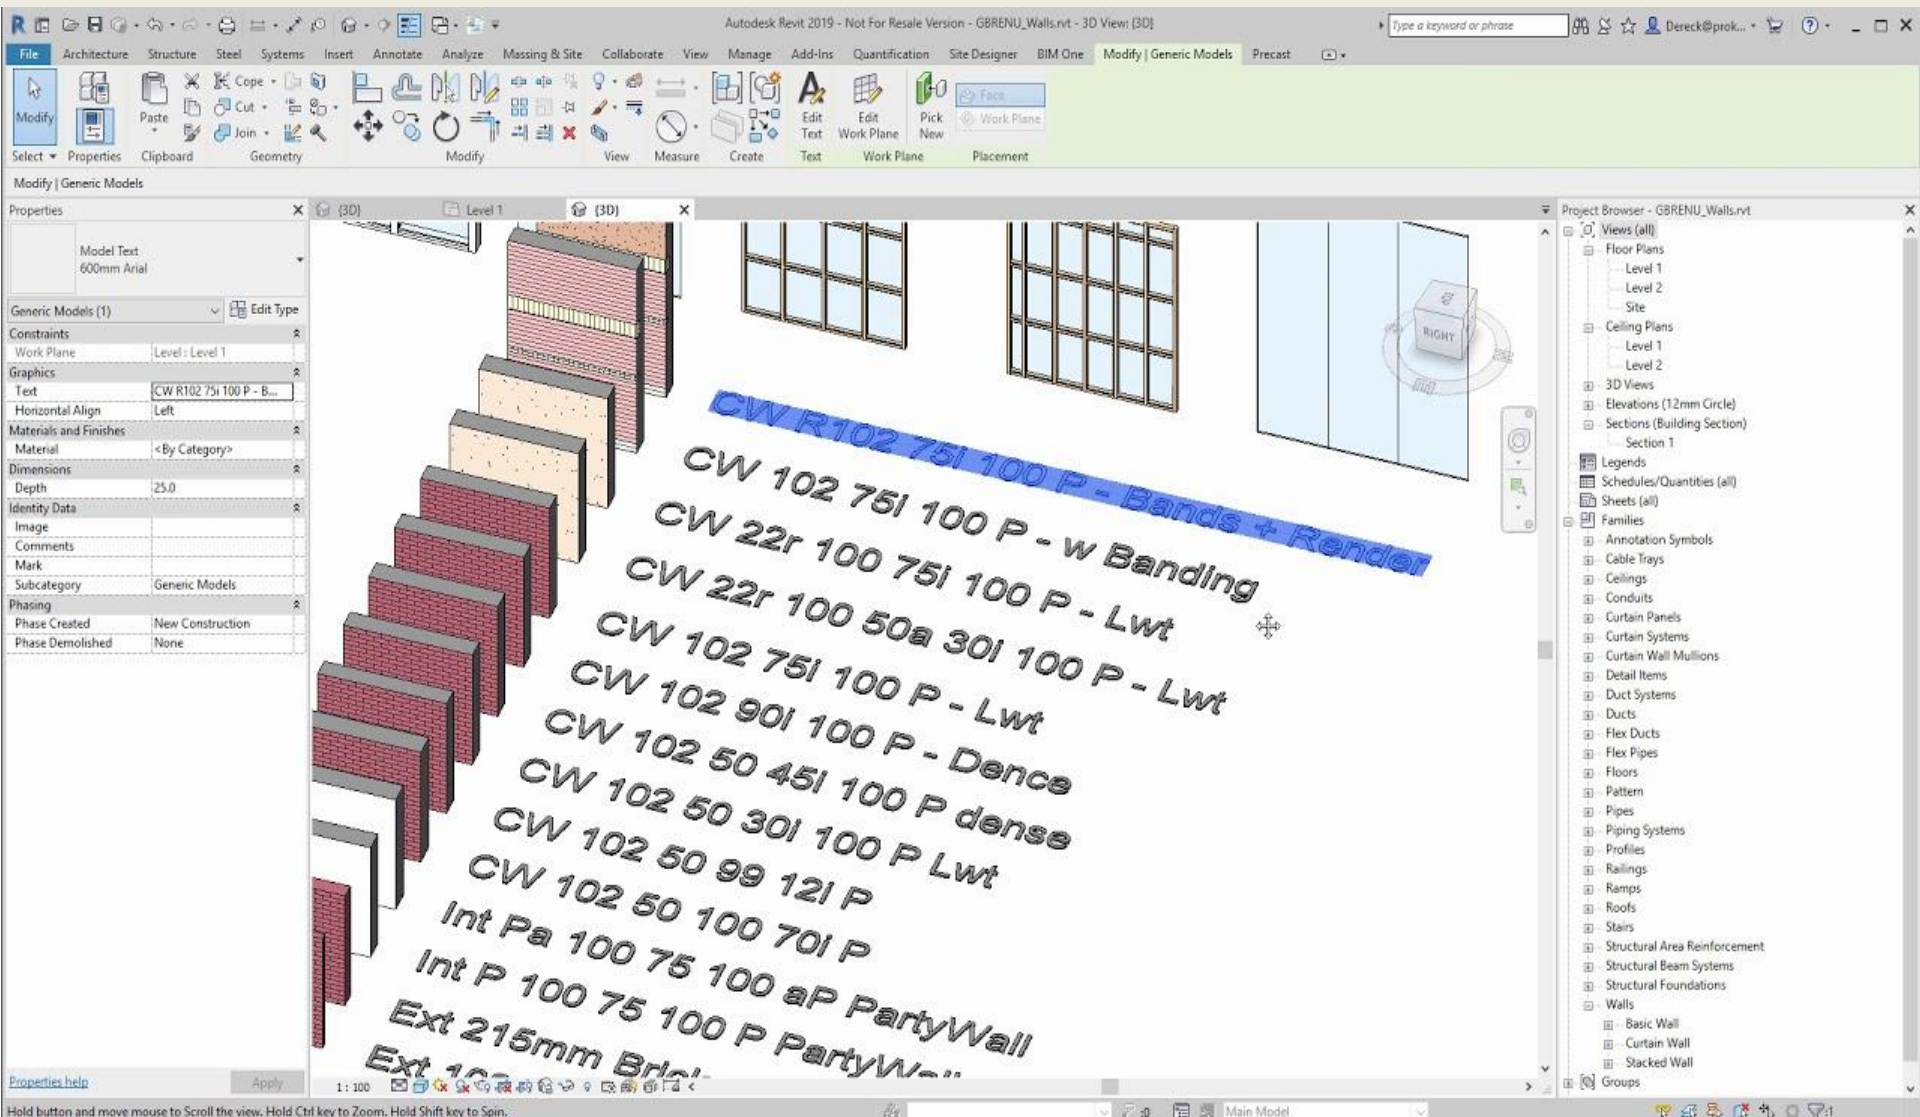 Autodesk Revit 2019 - Not For Resale Version - GBRENU_Walls.rvt - 3D View: {3D}
Type a keyword or phrase
Dereck@prok...
File Architecture Structure Steel Systems Insert Annotate Analyze Massing & Site Collaborate View Manage Add-Ins Quantification Site Designer BIM One Modify | Generic Models Precast
Modify
Paste
Cope
Cut
Join
Edit Text
Edit Work Plane
Pick New
Face
Work Plane
Select Properties Clipboard Geometry Modify View Measure Create Text Work Plane Placement
Modify | Generic Models
Properties
{3D}
Level 1
{3D}
Project Browser - GBRENU_Walls.rvt
Model Text
600mm Arial
Generic Models (1)
Edit Type
Constraints
Work Plane Level : Level 1
Graphics
Text CW R102 75i 100 P - B...
Horizontal Align Left
Materials and Finishes
Material <By Category>
Dimensions
Depth 25.0
Identity Data
Image
Comments
Mark
Subcategory Generic Models
Phasing
Phase Created New Construction
Phase Demolished None
Properties help
Apply
RIGHT
CW R102 75i 100 P - Bands + Render
CW 102 75i 100 P - w Banding
CW 22r 100 75i 100 P - Lwt
CW 22r 100 50a 30i 100 P - Lwt
CW 102 75i 100 P - Lwt
CW 102 90i 100 P - Dence
CW 102 50 45i 100 P dense
CW 102 50 30i 100 P Lwt
CW 102 50 99 12i P
CW 102 50 100 70i P
Int Pa 100 75 100 aP PartyWall
Int P 100 75 100 P PartyWall
Ext 215mm Brick
Ext
Views (all)
Floor Plans
Level 1
Level 2
Site
Ceiling Plans
Level 1
Level 2
3D Views
Elevations (12mm Circle)
Sections (Building Section)
Section 1
Legends
Schedules/Quantities (all)
Sheets (all)
Families
Annotation Symbols
Cable Trays
Ceilings
Conduits
Curtain Panels
Curtain Systems
Curtain Wall Mullions
Detail Items
Duct Systems
Ducts
Flex Ducts
Flex Pipes
Floors
Pattern
Pipes
Piping Systems
Profiles
Railings
Ramps
Roofs
Stairs
Structural Area Reinforcement
Structural Beam Systems
Structural Foundations
Walls
Basic Wall
Curtain Wall
Stacked Wall
Groups
1 : 100
Hold button and move mouse to Scroll the view. Hold Ctrl key to Zoom. Hold Shift key to Spin.
:0
Main Model
:1